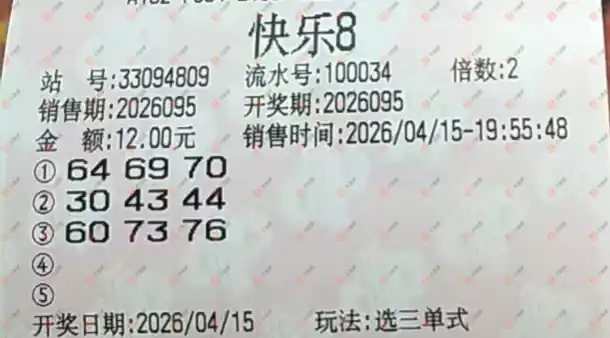 快乐8
站 号:33094809 流水号:100034 倍数:2
销售期:2026095 开奖期:2026095
金 额:12.00元 销售时间:2026/04/15-19:55:48
① 64 69 70
② 30 43 44
③ 60 73 76
④
⑤
开奖日期:2026/04/15 玩法:选三单式